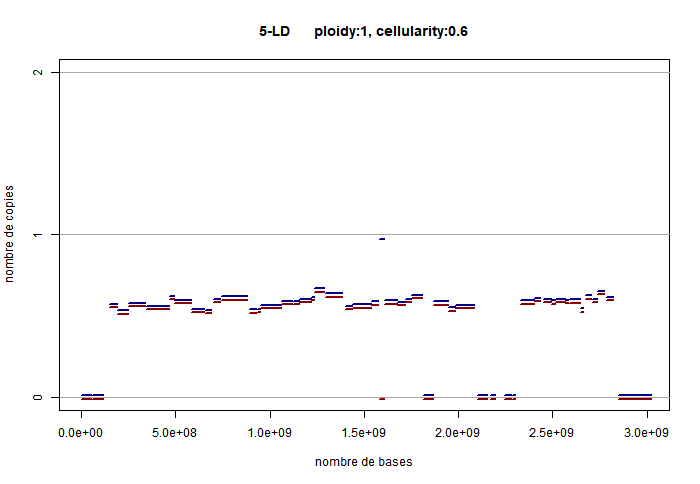 5-LD ploidy:1, cellularity:0.6
2
1
0
nombre de copies
0.0e+00 5.0e+08 1.0e+09 1.5e+09 2.0e+09 2.5e+09 3.0e+09
nombre de bases